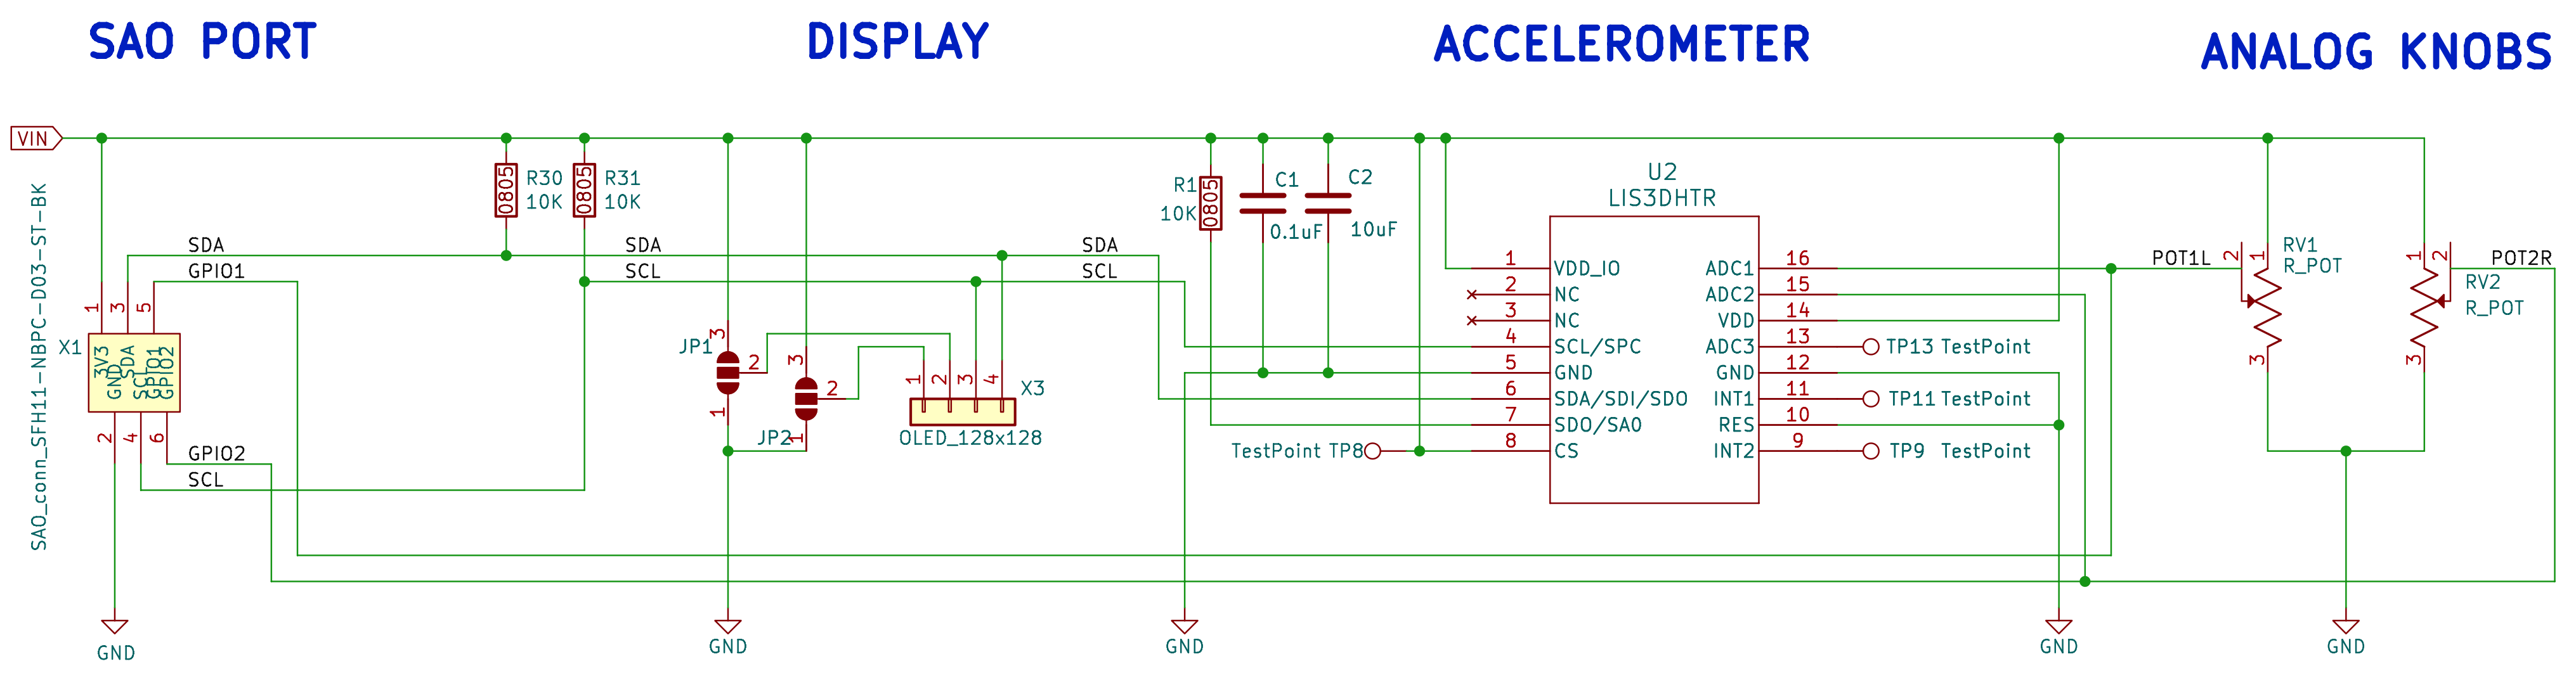 SAO PORT
DISPLAY
ACCELEROMETER
ANALOG KNOBS
VIN
SAO_conn_SFH11-NBPC-D03-ST-BK
X1
1
3
5
3V3
GND
SDA
SCL
GPIO1
GPIO2
2
4
6
SDA
GPIO1
GPIO2
SCL
GND
0805
R30
10K
0805
R31
10K
SDA
SCL
JP1
3
2
1
JP2
3
2
1
GND
1
2
3
4
X3
OLED_128x128
SDA
SCL
R1
10K
0805
C1
0.1uF
C2
10uF
GND
TestPoint TP8
U2
LIS3DHTR
1 VDD_IO
2 NC
3 NC
4 SCL/SPC
5 GND
6 SDA/SDI/SDO
7 SDO/SA0
8 CS
ADC1 16
ADC2 15
VDD 14
ADC3 13
GND 12
INT1 11
RES 10
INT2 9
TP13 TestPoint
TP11 TestPoint
TP9 TestPoint
GND
POT1L
2
1
3
RV1
R_POT
1
2
3
POT2R
RV2
R_POT
GND